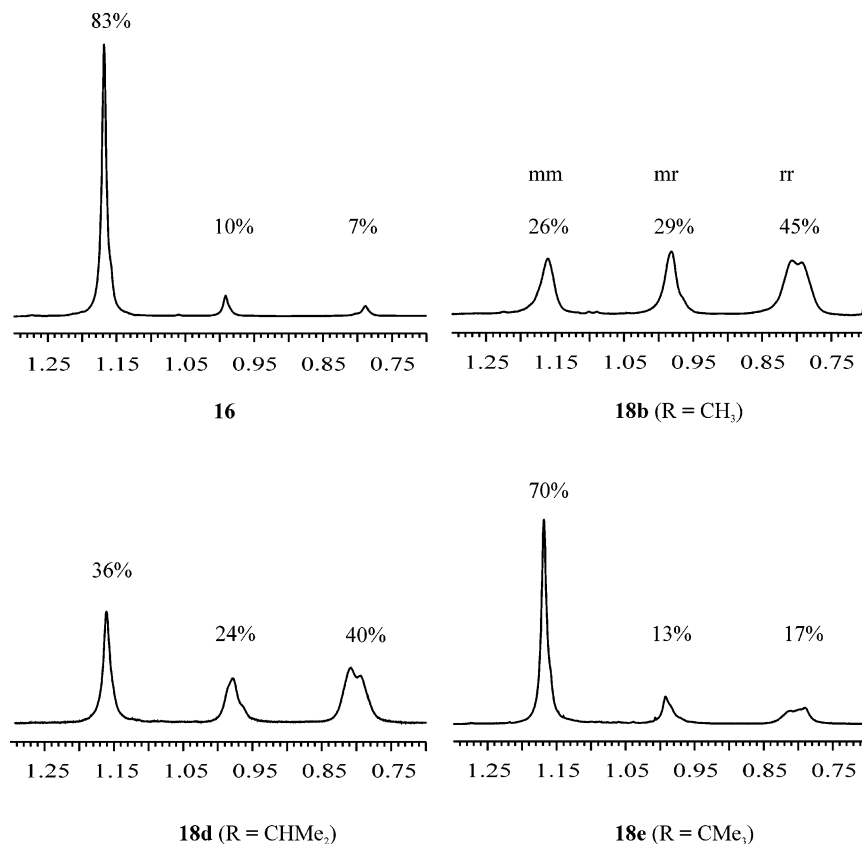 83%
10%
7%
1.25 1.15 1.05 0.95 0.85 0.75
16
mm mr rr
26% 29% 45%
1.25 1.15 1.05 0.95 0.85 0.75
18b (R = CH₃)
36%
24%
40%
1.25 1.15 1.05 0.95 0.85 0.75
18d (R = CHMe₂)
70%
13% 17%
1.25 1.15 1.05 0.95 0.85 0.75
18e (R = CMe₃)